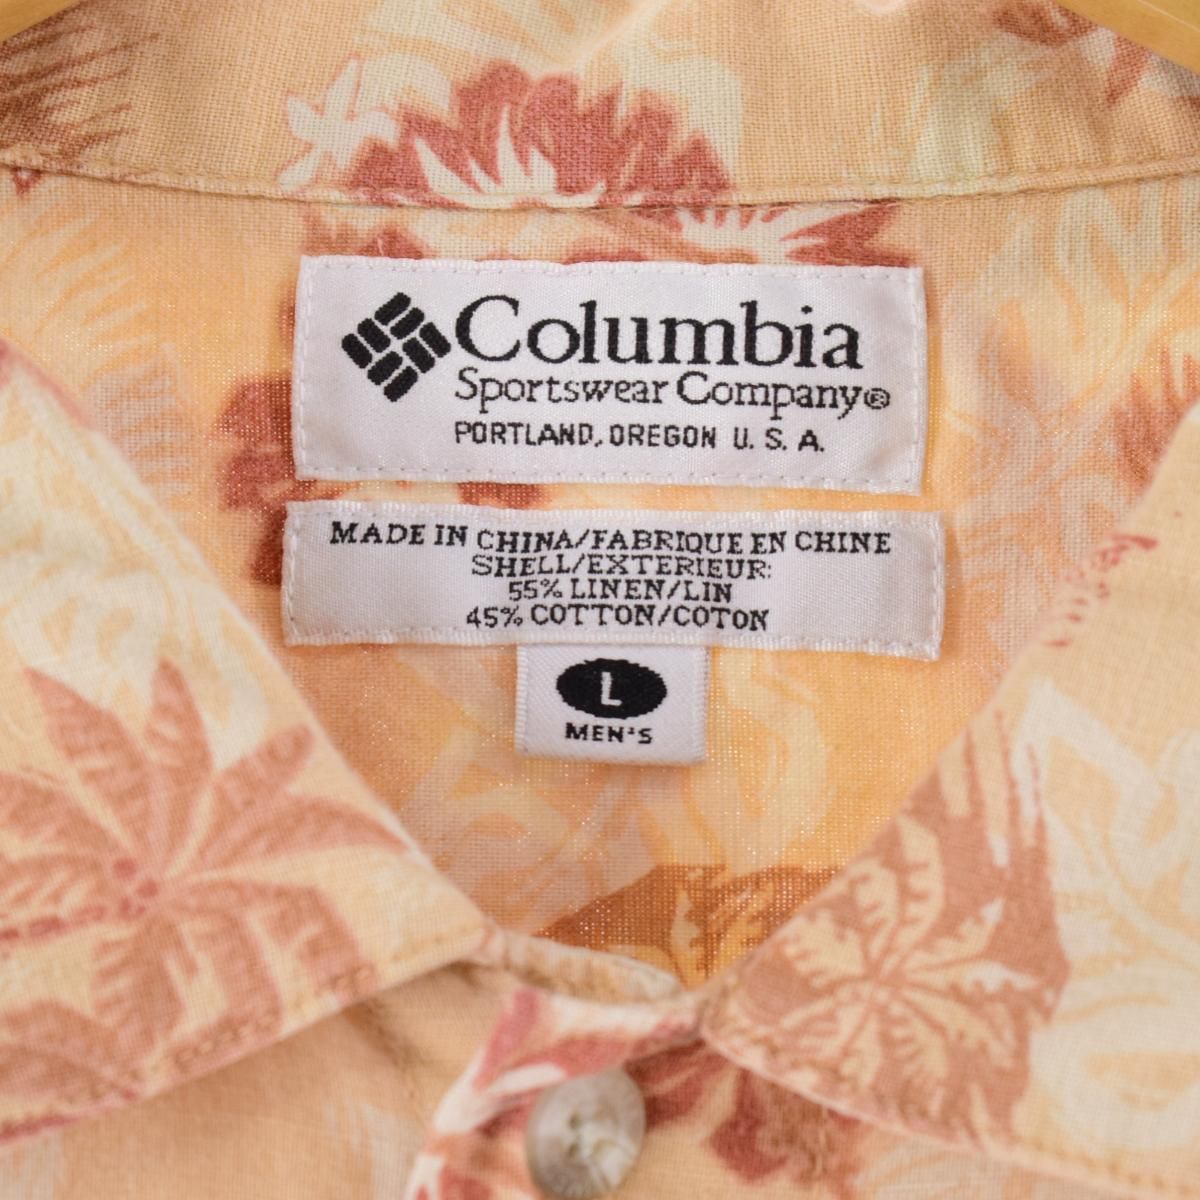 Columbia
Sportswear Company®
PORTLAND, OREGON U. S. A.
MADE IN CHINA/FABRIQUE EN CHINE
SHELL/EXTERIEUR:
55% LINEN/LIN
45% COTTON/COTON
L
MEN'S